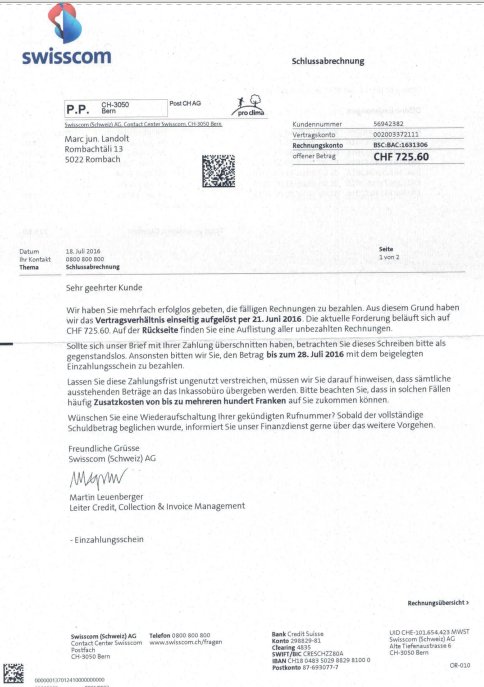 swisscom
Schlussabrechnung
P.P. CH-3050 Bern Post CH AG
pro clima
Swisscom (Schweiz) AG, Contact Center Swisscom, CH-3050 Bern
Marc jun. Landolt
Rombachtäli 13
5022 Rombach
Kundennummer 56942382
Vertragskonto 002003372111
Rechnungskonto BSC:BAC:1631306
offener Betrag CHF 725.60
Datum 18. Juli 2016
Ihr Kontakt 0800 800 800
Thema Schlussabrechnung
Seite
1 von 2
Sehr geehrter Kunde
Wir haben Sie mehrfach erfolglos gebeten, die fälligen Rechnungen zu bezahlen. Aus diesem Grund haben
wir das Vertragsverhältnis einseitig aufgelöst per 21. Juni 2016. Die aktuelle Forderung beläuft sich auf
CHF 725.60. Auf der Rückseite finden Sie eine Auflistung aller unbezahlten Rechnungen.
Sollte sich unser Brief mit Ihrer Zahlung überschnitten haben, betrachten Sie dieses Schreiben bitte als
gegenstandslos. Ansonsten bitten wir Sie, den Betrag bis zum 28. Juli 2016 mit dem beigelegten
Einzahlungsschein zu bezahlen.
Lassen Sie diese Zahlungsfrist ungenutzt verstreichen, müssen wir Sie darauf hinweisen, dass sämtliche
ausstehenden Beträge an das Inkassobüro übergeben werden. Bitte beachten Sie, dass in solchen Fällen
häufig Zusatzkosten von bis zu mehreren hundert Franken auf Sie zukommen können.
Wünschen Sie eine Wiederaufschaltung Ihrer gekündigten Rufnummer? Sobald der vollständige
Schuldbetrag beglichen wurde, informiert Sie unser Finanzdienst gerne über das weitere Vorgehen.
Freundliche Grüsse
Swisscom (Schweiz) AG
Martin Leuenberger
Leiter Credit, Collection & Invoice Management
- Einzahlungsschein
Rechnungsübersicht >
Swisscom (Schweiz) AG
Contact Center Swisscom
Postfach
CH-3050 Bern
Telefon 0800 800 800
www.swisscom.ch/fragen
Bank Credit Suisse
Konto 298829-81
Clearing 4835
SWIFT/BIC CRESCHZZ80A
IBAN CH18 0483 5029 8829 8100 0
Postkonto 87-693077-7
UID CHE-101.654.423 MWST
Swisscom (Schweiz) AG
Alte Tiefenaustrasse 6
CH-3050 Bern
OR-010